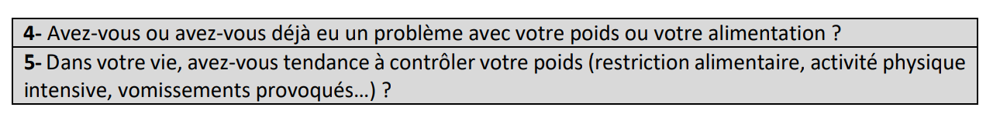 4- Avez-vous ou avez-vous déjà eu un problème avec votre poids ou votre alimentation ?
5- Dans votre vie, avez-vous tendance à contrôler votre poids (restriction alimentaire, activité physique
intensive, vomissements provoqués…) ?